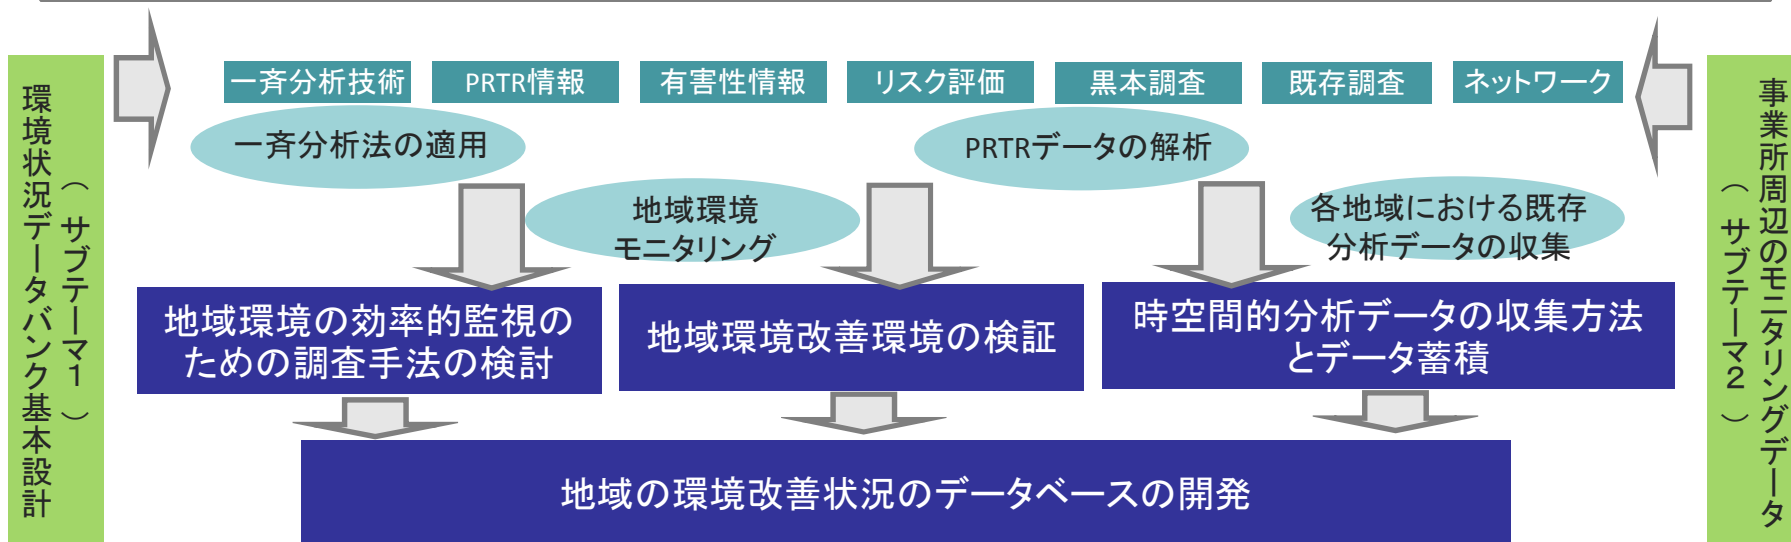 環境状況データバンク基本設計
（サブテーマ1）
一斉分析技術
PRTR情報
有害性情報
リスク評価
黒本調査
既存調査
ネットワーク
一斉分析法の適用
PRTRデータの解析
地域環境
モニタリング
各地域における既存
分析データの収集
地域環境の効率的監視の
ための調査手法の検討
地域環境改善環境の検証
時空間的分析データの収集方法
とデータ蓄積
地域の環境改善状況のデータベースの開発
事業所周辺のモニタリングデータ
（サブテーマ2）